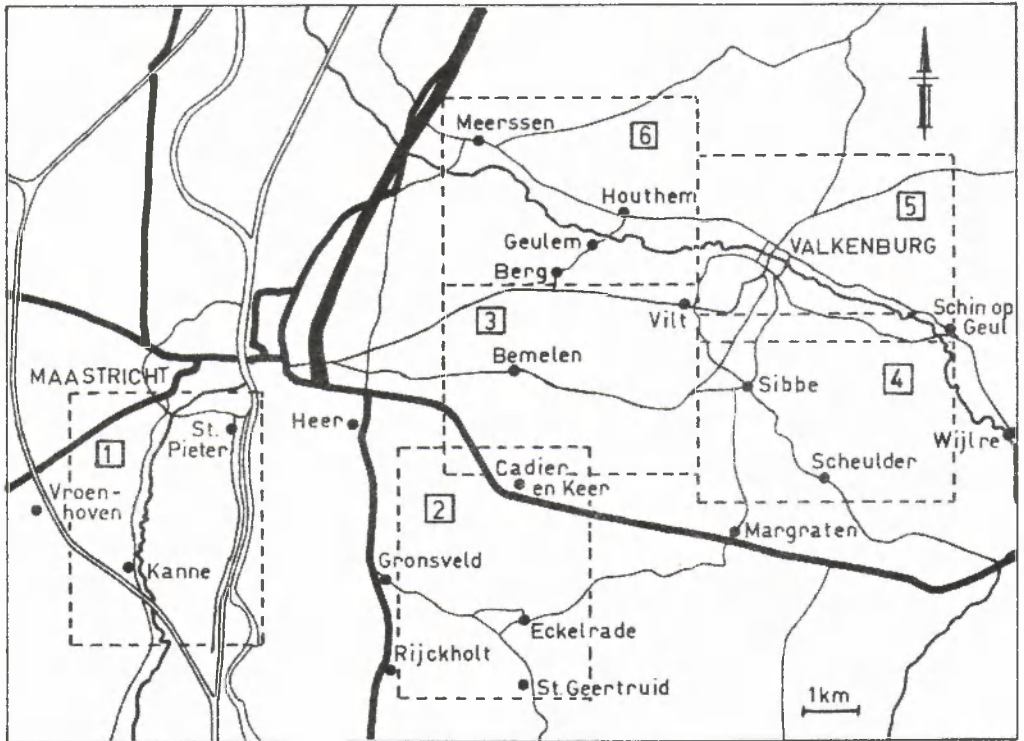 Meerssen
6
Houthem
5
Geulem
VALKENBURG
Berg
Schin op
Geul
3
Vilt
Bemelen
MAASTRICHT
Sibbe
4
St.
Pieter
Heer
Wijlre
1
Cadier
en Keer
Scheulder
Vroen-
hoven
2
Margraten
Kanne
Gronsveld
Eckelrade
Rijckholt
St.Geertruid
1km